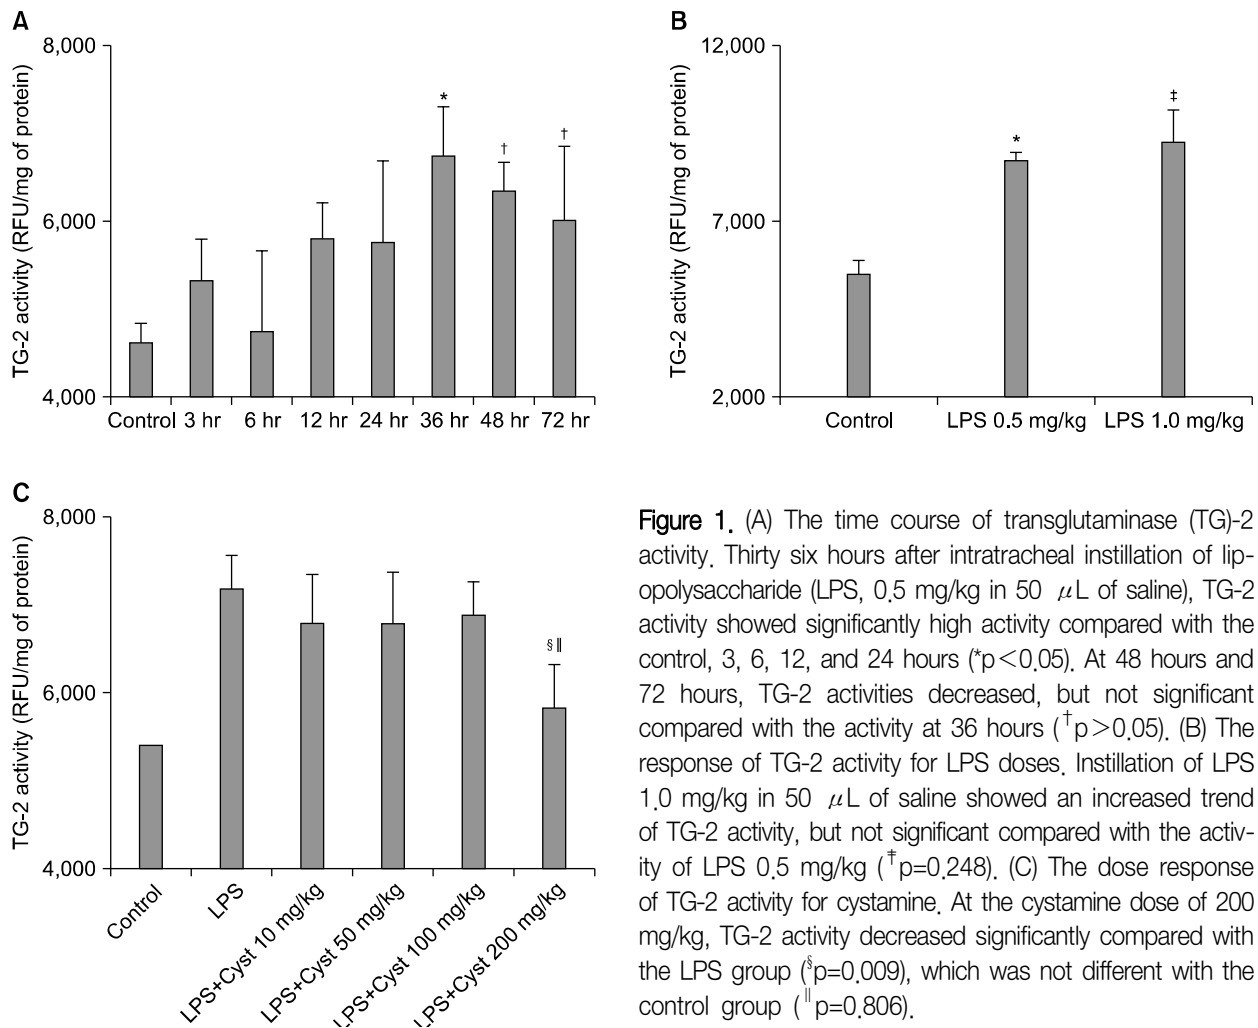 A
TG-2 activity (RFU/mg of protein)
8,000
6,000
4,000
*
†
†
Control 3 hr 6 hr 12 hr 24 hr 36 hr 48 hr 72 hr
B
TG-2 activity (RFU/mg of protein)
12,000
7,000
2,000
*
‡
Control LPS 0.5 mg/kg LPS 1.0 mg/kg
C
TG-2 activity (RFU/mg of protein)
8,000
6,000
4,000
§ ‖
Control
LPS
LPS+Cyst 10 mg/kg
LPS+Cyst 50 mg/kg
LPS+Cyst 100 mg/kg
LPS+Cyst 200 mg/kg
Figure 1. (A) The time course of transglutaminase (TG)-2
activity. Thirty six hours after intratracheal instillation of lip-
opolysaccharide (LPS, 0.5 mg/kg in 50 μL of saline), TG-2
activity showed significantly high activity compared with the
control, 3, 6, 12, and 24 hours (*p<0.05). At 48 hours and
72 hours, TG-2 activities decreased, but not significant
compared with the activity at 36 hours (†p>0.05). (B) The
response of TG-2 activity for LPS doses. Instillation of LPS
1.0 mg/kg in 50 μL of saline showed an increased trend
of TG-2 activity, but not significant compared with the activ-
ity of LPS 0.5 mg/kg (‡p=0.248). (C) The dose response
of TG-2 activity for cystamine. At the cystamine dose of 200
mg/kg, TG-2 activity decreased significantly compared with
the LPS group (§p=0.009), which was not different with the
control group (‖p=0.806).